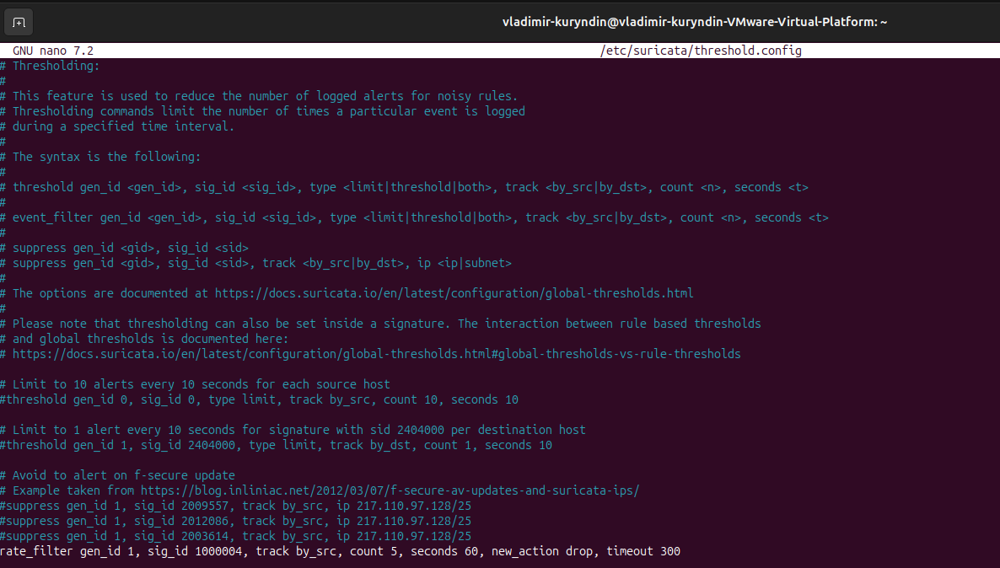 vladimir-kuryndin@vladimir-kuryndin-VMware-Virtual-Platform: ~
GNU nano 7.2 /etc/suricata/threshold.config
# Thresholding:
#
# This feature is used to reduce the number of logged alerts for noisy rules.
# Thresholding commands limit the number of times a particular event is logged
# during a specified time interval.
#
# The syntax is the following:
#
# threshold gen_id <gen_id>, sig_id <sig_id>, type <limit|threshold|both>, track <by_src|by_dst>, count <n>, seconds <t>
#
# event_filter gen_id <gen_id>, sig_id <sig_id>, type <limit|threshold|both>, track <by_src|by_dst>, count <n>, seconds <t>
#
# suppress gen_id <gid>, sig_id <sid>
# suppress gen_id <gid>, sig_id <sid>, track <by_src|by_dst>, ip <ip|subnet>
#
# The options are documented at https://docs.suricata.io/en/latest/configuration/global-thresholds.html
#
# Please note that thresholding can also be set inside a signature. The interaction between rule based thresholds
# and global thresholds is documented here:
# https://docs.suricata.io/en/latest/configuration/global-thresholds.html#global-thresholds-vs-rule-thresholds

# Limit to 10 alerts every 10 seconds for each source host
#threshold gen_id 0, sig_id 0, type limit, track by_src, count 10, seconds 10

# Limit to 1 alert every 10 seconds for signature with sid 2404000 per destination host
#threshold gen_id 1, sig_id 2404000, type limit, track by_dst, count 1, seconds 10

# Avoid to alert on f-secure update
# Example taken from https://blog.inliniac.net/2012/03/07/f-secure-av-updates-and-suricata-ips/
#suppress gen_id 1, sig_id 2009557, track by_src, ip 217.110.97.128/25
#suppress gen_id 1, sig_id 2012086, track by_src, ip 217.110.97.128/25
#suppress gen_id 1, sig_id 2003614, track by_src, ip 217.110.97.128/25
rate_filter gen_id 1, sig_id 1000004, track by_src, count 5, seconds 60, new_action drop, timeout 300